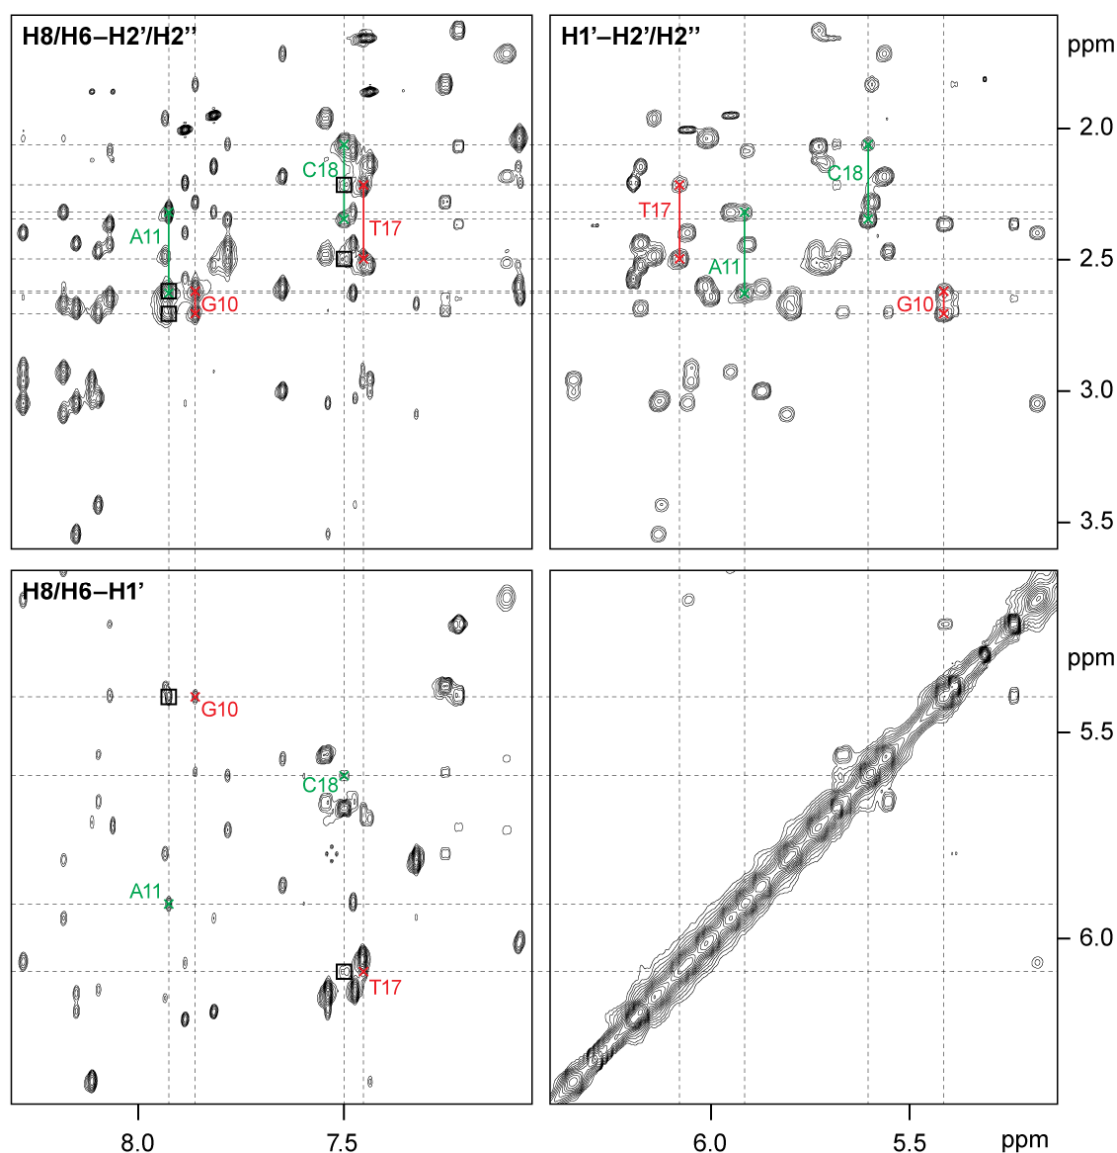 H8/H6–H2’/H2’’
H1’–H2’/H2’’
ppm
2.0
2.5
3.0
3.5
C18
T17
A11
G10
T17
A11
C18
G10
H8/H6–H1’
G10
C18
A11
T17
ppm
5.5
6.0
8.0
7.5
6.0
5.5
ppm